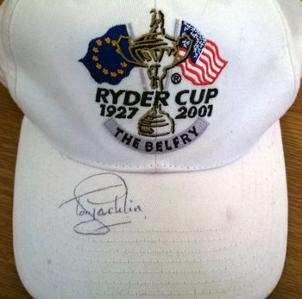 ®
RYDER CUP
1927 2001
THE BELFRY
Tony Jacklin